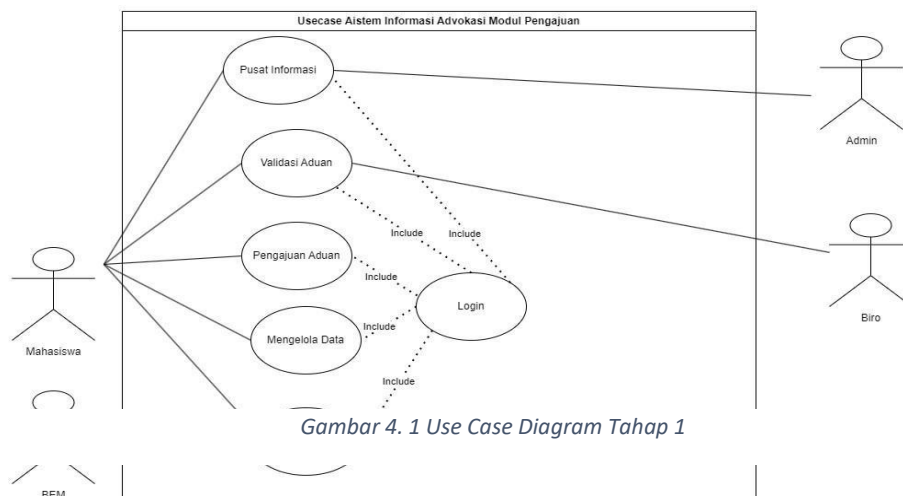 Usecase Aistem Informasi Advokasi Modul Pengajuan
Pusat Informasi
Admin
Validasi Aduan
Include
Include
Pengajuan Aduan
Include
Login
Biro
Mengelola Data
Include
Mahasiswa
Include
Gambar 4. 1 Use Case Diagram Tahap 1
BEM